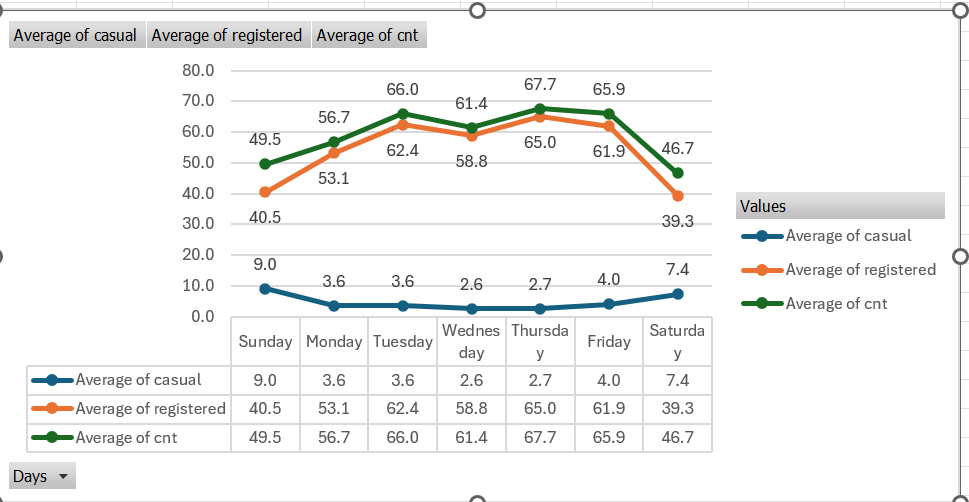 Average of casual Average of registered Average of cnt
80.0
70.0
60.0
50.0
40.0
30.0
20.0
10.0
0.0
49.5 56.7 66.0 61.4 67.7 65.9 46.7
40.5 53.1 62.4 58.8 65.0 61.9 39.3
9.0 3.6 3.6 2.6 2.7 4.0 7.4
Values
Average of casual
Average of registered
Average of cnt
Sunday Monday Tuesday Wednes Thursda Friday Saturda
day y y
Average of casual 9.0 3.6 3.6 2.6 2.7 4.0 7.4
Average of registered 40.5 53.1 62.4 58.8 65.0 61.9 39.3
Average of cnt 49.5 56.7 66.0 61.4 67.7 65.9 46.7
Days